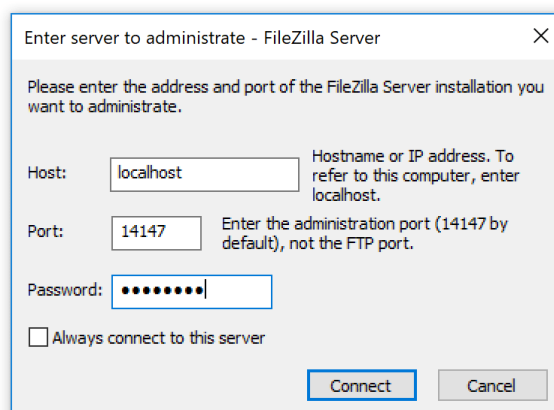 Enter server to administrate - FileZilla Server
Please enter the address and port of the FileZilla Server installation you
want to administrate.
Host:
localhost
Hostname or IP address. To
refer to this computer, enter
localhost.
Port:
14147
Enter the administration port (14147 by
default), not the FTP port.
Password:
●●●●●●●●
Always connect to this server
Connect
Cancel